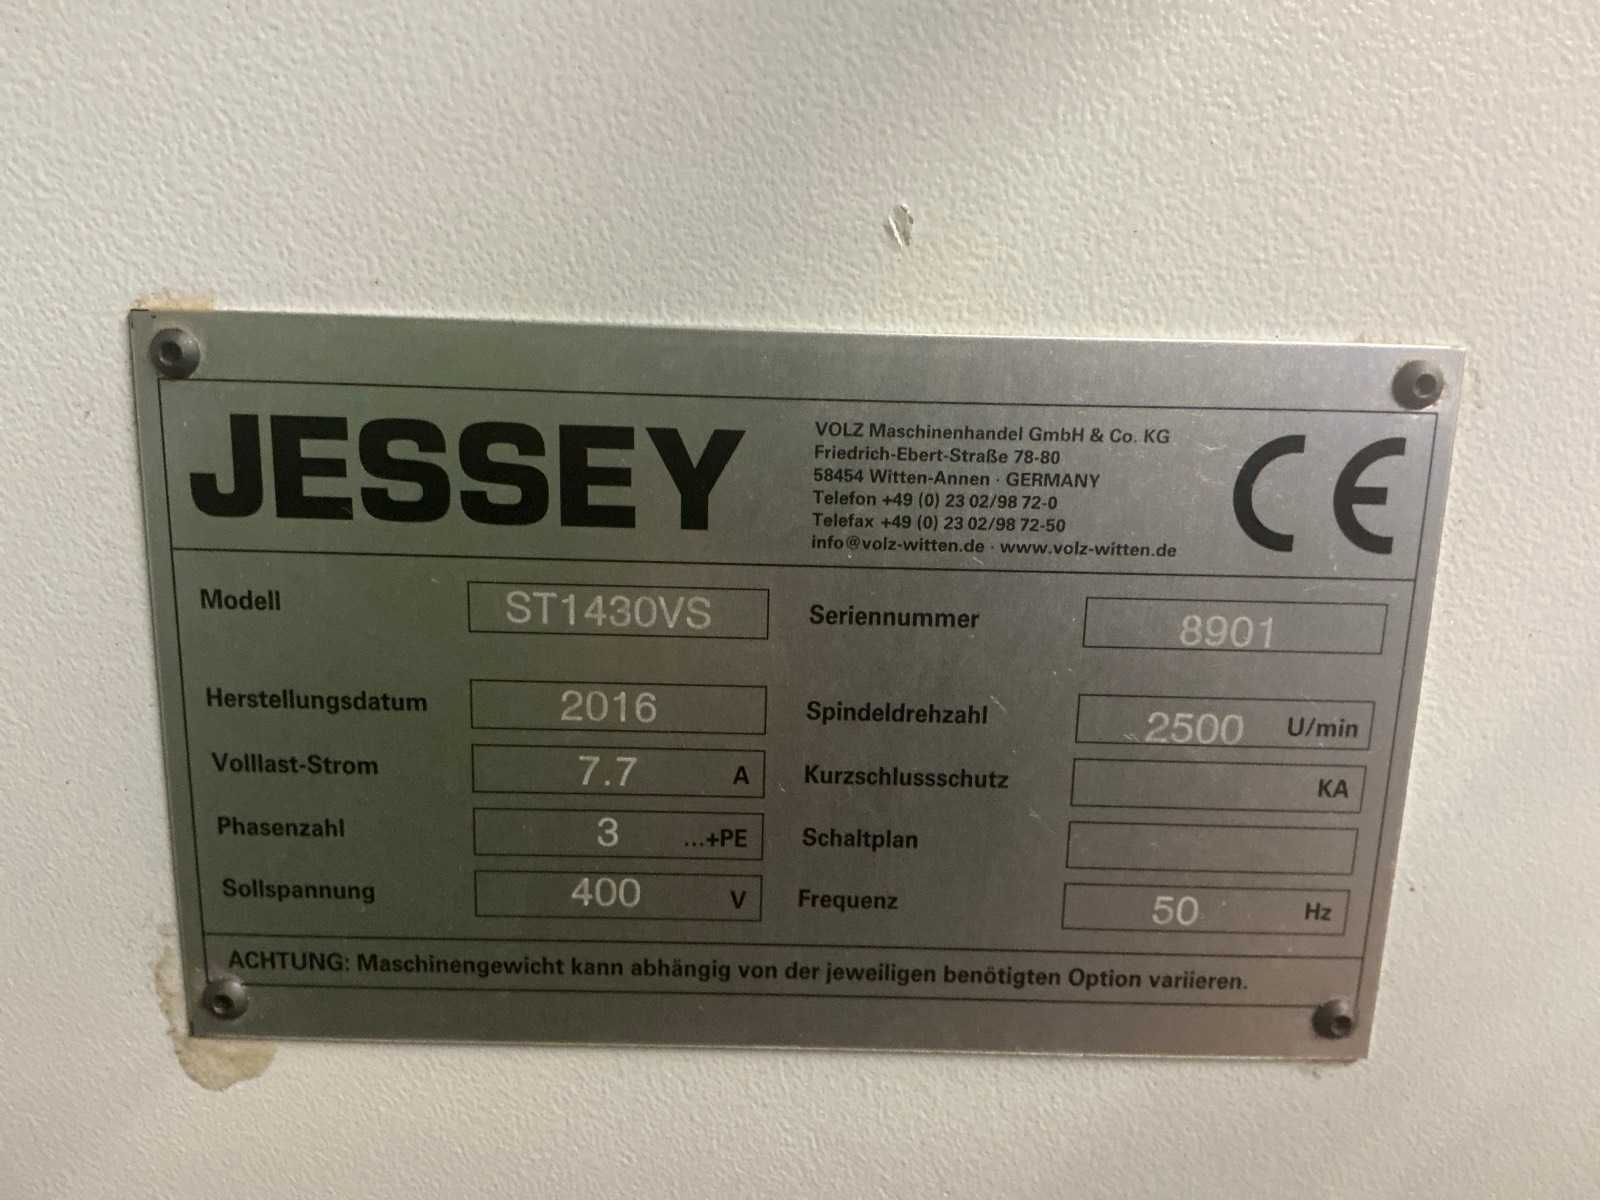 JESSEY
VOLZ Maschinenhandel GmbH & Co. KG
Friedrich-Ebert-Straße 78-80
58454 Witten-Annen · GERMANY
Telefon +49 (0) 23 02/98 72-0
Telefax +49 (0) 23 02/98 72-50
info@volz-witten.de · www.volz-witten.de
CE
Modell ST1430VS
Seriennummer 8901
Herstellungsdatum 2016
Spindeldrehzahl 2500 U/min
Volllast-Strom 7.7 A
Kurzschlussschutz KA
Phasenzahl 3 ...+PE
Schaltplan
Sollspannung 400 V
Frequenz 50 Hz
ACHTUNG: Maschinengewicht kann abhängig von der jeweiligen benötigten Option variieren.